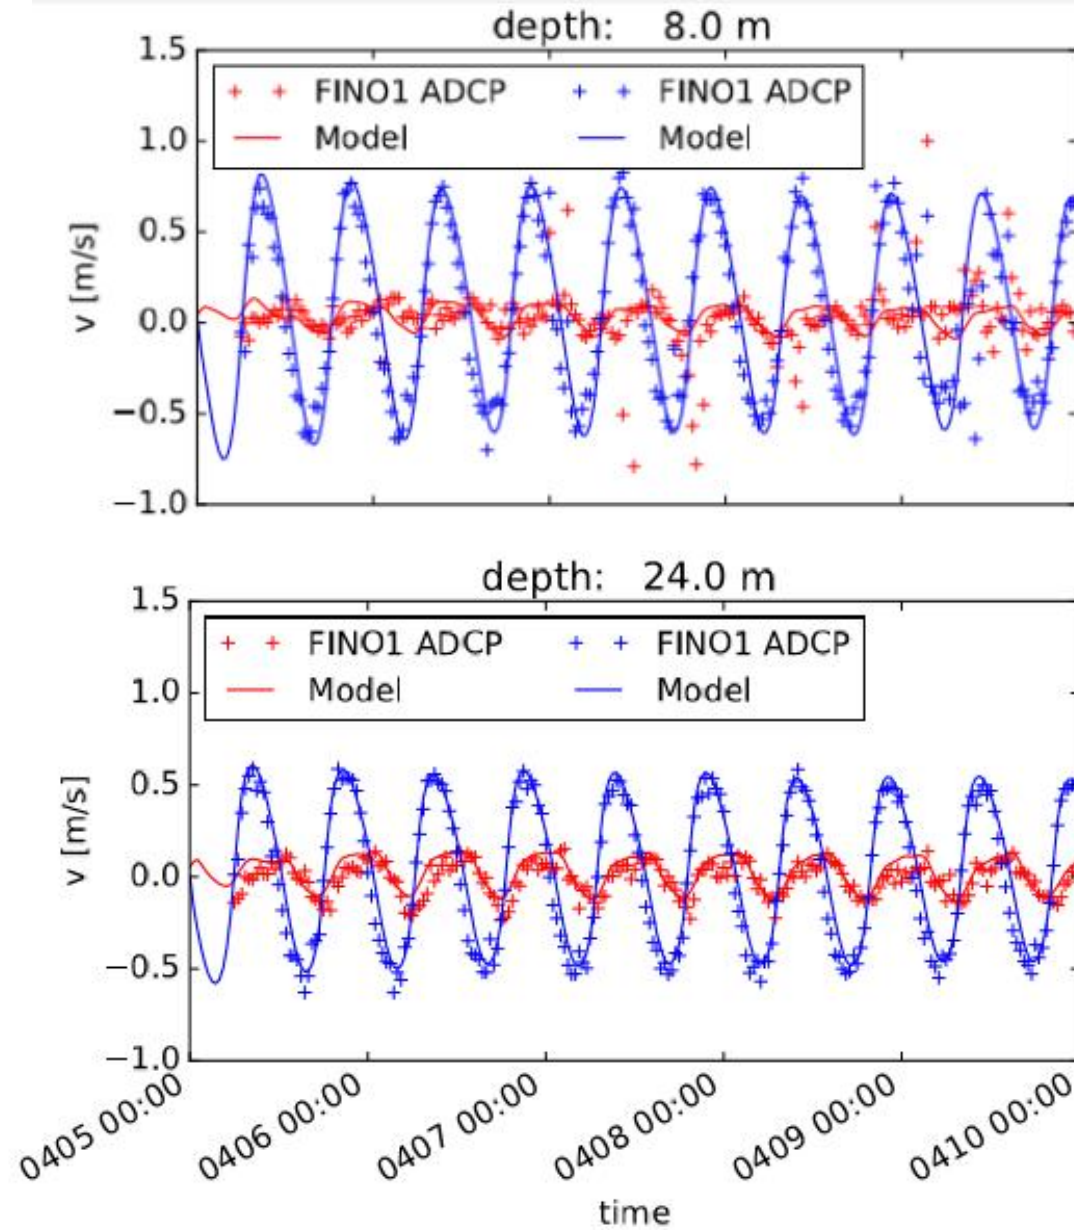 depth: 8.0 m
1.5
+ + FINO1 ADCP + + FINO1 ADCP
Model Model
1.0
0.5
0.0
−0.5
−1.0
v [m/s]
depth: 24.0 m
1.5
+ + FINO1 ADCP + + FINO1 ADCP
Model Model
1.0
0.5
0.0
−0.5
−1.0
v [m/s]
0405 00:00 0406 00:00 0407 00:00 0408 00:00 0409 00:00 0410 00:00
time